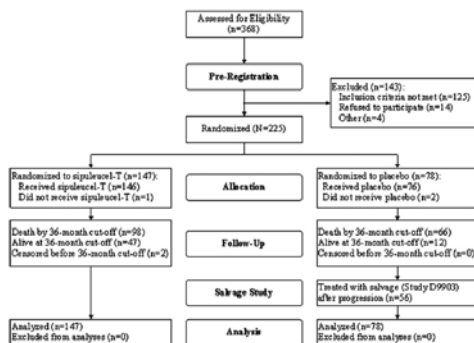 Assessed for Eligibility
(n=368)
Pre-Registration
Excluded (n=143):
Inclusion criteria not met (n=125)
Refused to participate (n=14)
Other (n=4)
Randomized (N=225)
Randomized to sipuleucel-T (n=147):
Received sipuleucel-T (n=146)
Did not receive sipuleucel-T (n=1)
Allocation
Randomized to placebo (n=78):
Received placebo (n=76)
Did not receive placebo (n=2)
Death by 36-month cut-off (n=98)
Alive at 36-month cut-off (n=47)
Censored before 36-month cut-off (n=2)
Follow-Up
Death by 36-month cut-off (n=66)
Alive at 36-month cut-off (n=12)
Censored before 36-month cut-off (n=0)
Salvage Study
Treated with salvage (Study D9903)
after progression (n=56)
Analyzed (n=147)
Excluded from analyses (n=0)
Analysis
Analyzed (n=78)
Excluded from analyses (n=0)